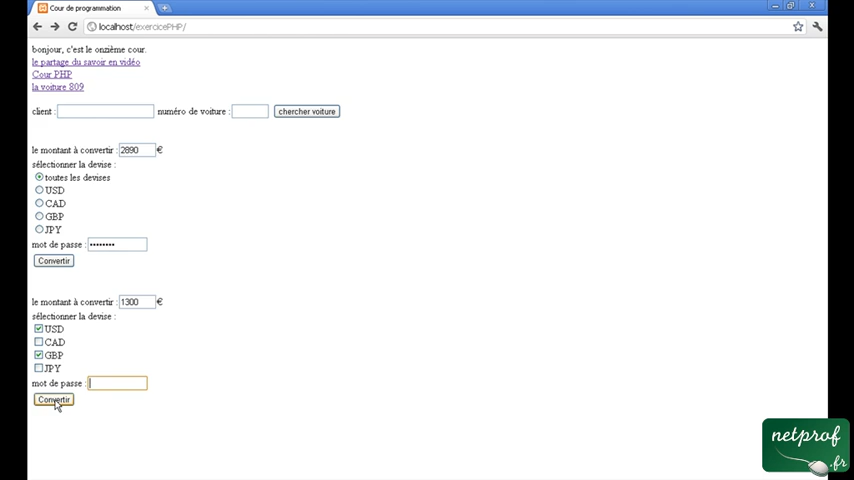 Cour de programmation
localhost/exercicePHP/
bonjour, c'est le onzième cour.
le partage du savoir en vidéo
Cour PHP
la voiture 809
client : numéro de voiture : chercher voiture
le montant à convertir : 2890 €
sélectionner la devise :
toutes les devises
USD
CAD
GBP
JPY
mot de passe : ••••••••
Convertir
le montant à convertir : 1300 €
sélectionner la devise :
USD
CAD
GBP
JPY
mot de passe :
Convertir
netprof
.fr